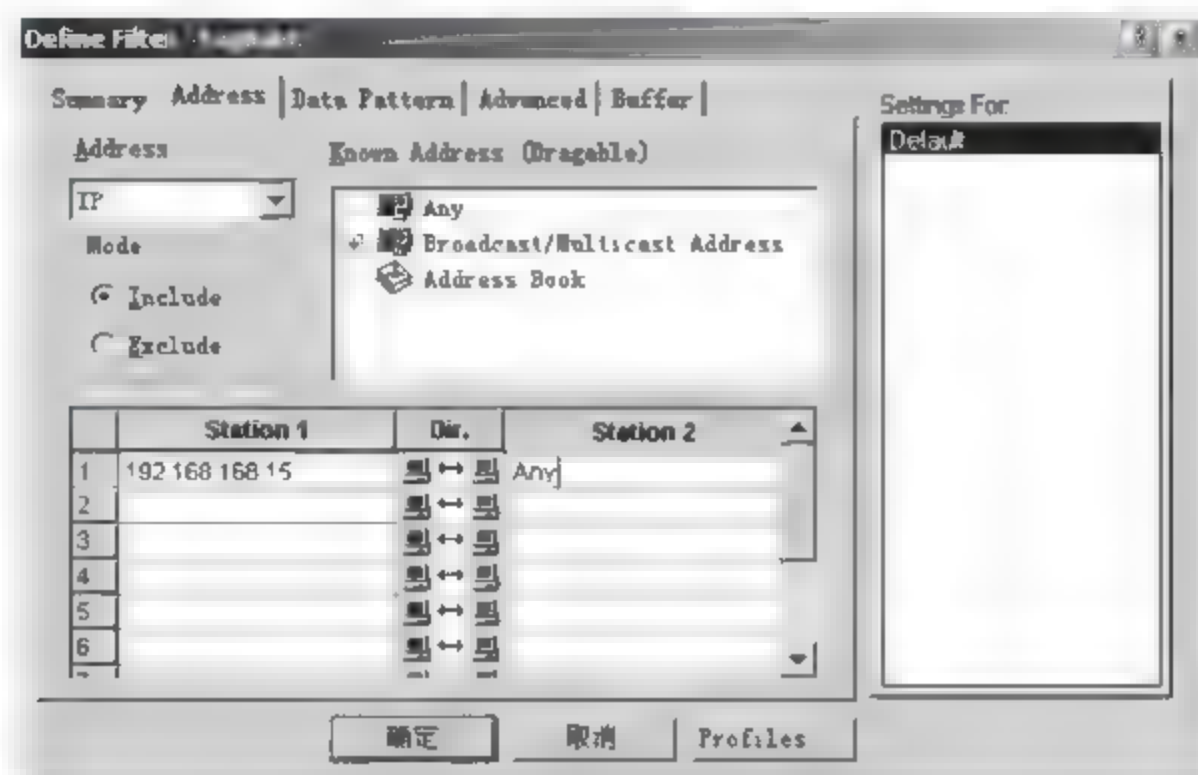 Define Filter
Summary Address Data Pattern Advanced Buffer
Settings For:
Default
Address
Known Address (Dragable)
IP
Any
Broadcast/Multicast Address
Address Book
Mode
Include
Exclude
Station 1 Dir. Station 2
1 192 168 168 15 Any
2
3
4
5
6
确定 取消 Profiles